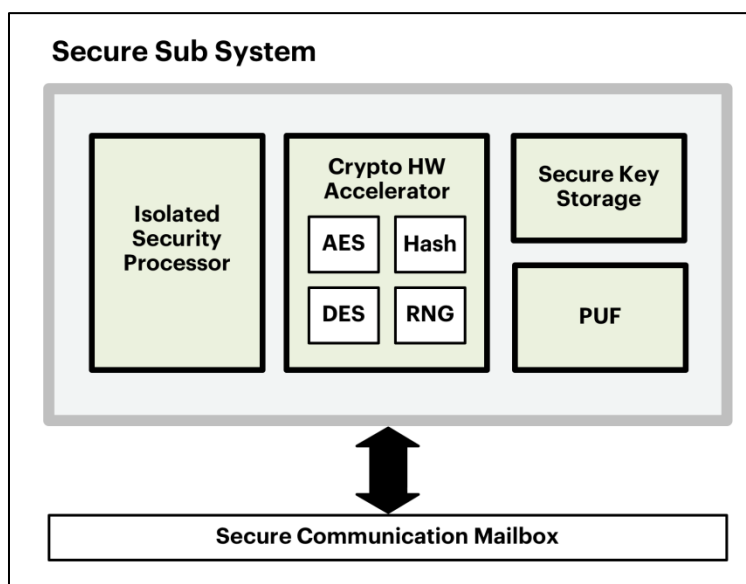 Secure Sub System
Isolated
Security
Processor
Crypto HW
Accelerator
AES
Hash
DES
RNG
Secure Key
Storage
PUF
Secure Communication Mailbox